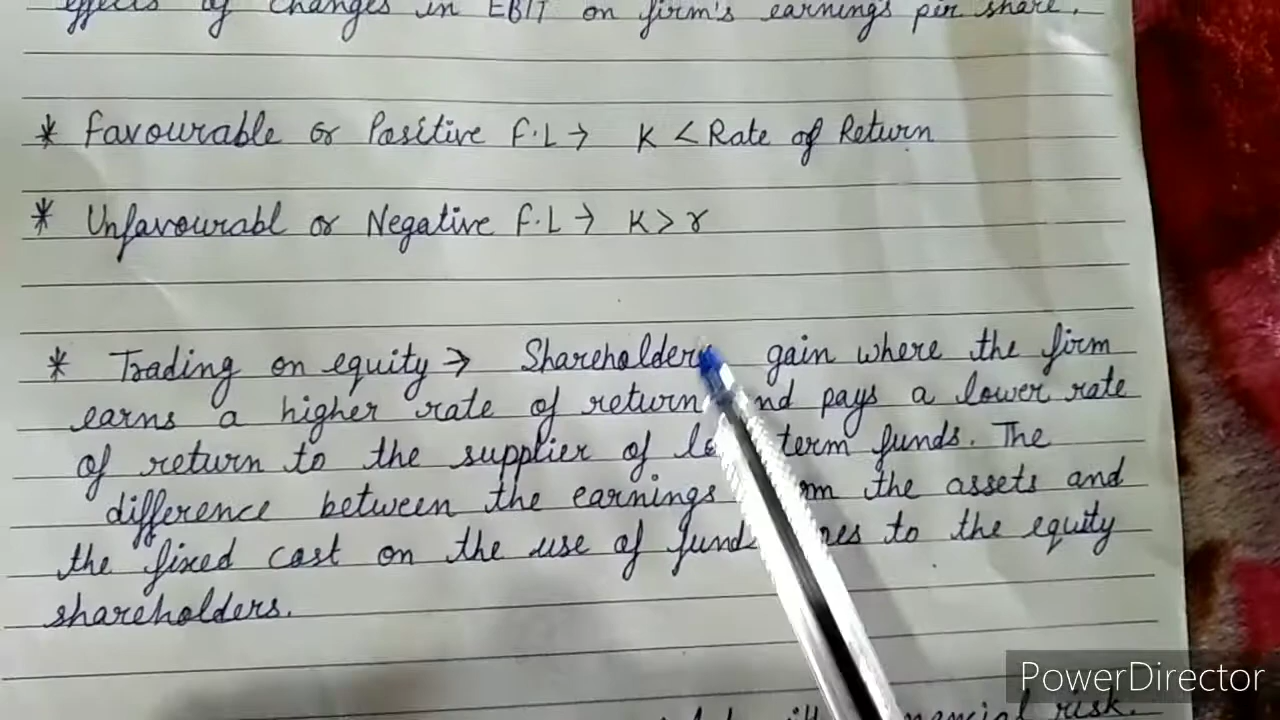 effects of changes in EBIT on firm's earnings per share.
* Favourable or Positive F.L → K < Rate of Return
* Unfavourabl or Negative F.L → K > r
* Trading on equity → Shareholders gain where the firm
earns a higher rate of return and pays a lower rate
of return to the supplier of term funds. The
difference between the earnings the assets and
the fixed cost on the use of to the equity
shareholders.
financial risk.
PowerDirector